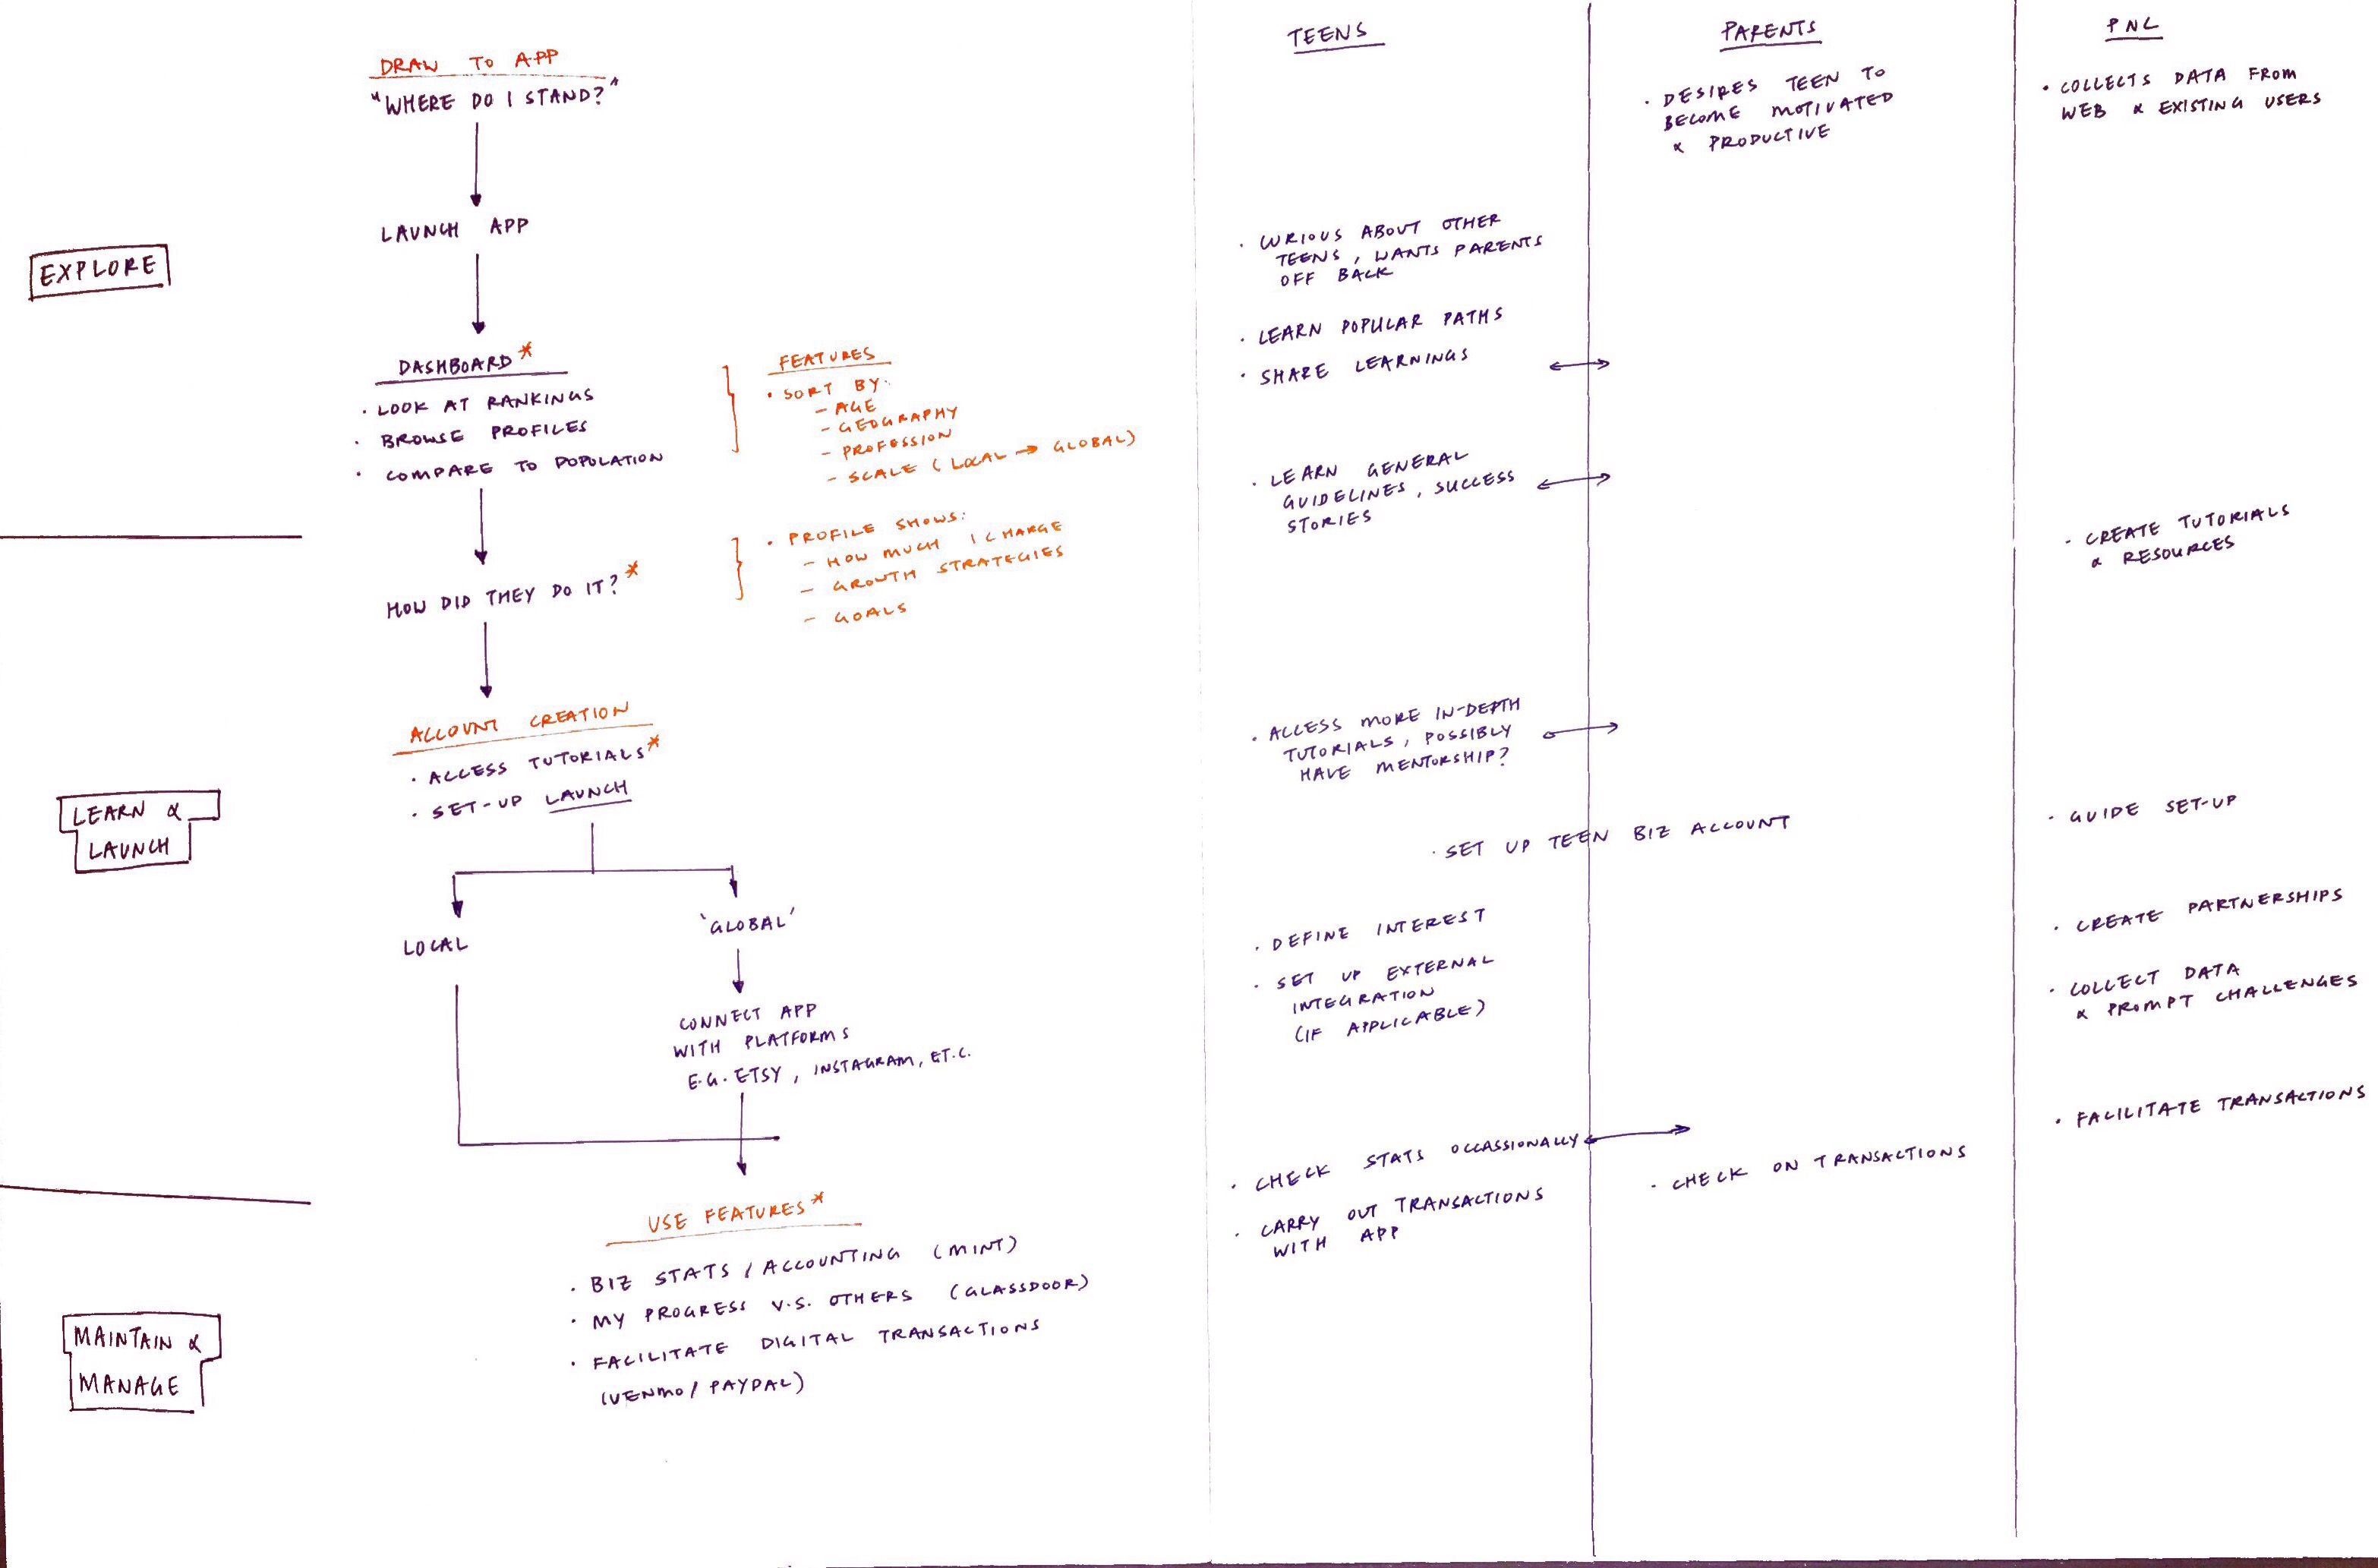 DRAW TO APP
"WHERE DO I STAND?"
LAUNCH APP
EXPLORE
DASHBOARD*
· LOOK AT RANKINGS
· BROWSE PROFILES
· COMPARE TO POPULATION
FEATURES
· SORT BY:
- AGE
- GEOGRAPHY
- PROFESSION
- SCALE (LOCAL → GLOBAL)
HOW DID THEY DO IT?*
· PROFILE SHOWS:
- HOW MUCH I CHARGE
- GROWTH STRATEGIES
- GOALS
ACCOUNT CREATION
· ACCESS TUTORIALS*
· SET-UP LAUNCH
LEARN &
LAUNCH
LOCAL
'GLOBAL'
CONNECT APP
WITH PLATFORMS
E.G. ETSY, INSTAGRAM, ET.C.
USE FEATURES*
· BIZ STATS / ACCOUNTING (MINT)
· MY PROGRESS V.S. OTHERS (GLASSDOOR)
· FACILITATE DIGITAL TRANSACTIONS
(VENMO / PAYPAL)
MAINTAIN &
MANAGE
TEENS
· CURIOUS ABOUT OTHER
TEENS, WANTS PARENTS
OFF BACK
· LEARN POPULAR PATHS
· SHARE LEARNINGS
· LEARN GENERAL
GUIDELINES, SUCCESS
STORIES
· ACCESS MORE IN-DEPTH
TUTORIALS, POSSIBLY
HAVE MENTORSHIP?
· SET UP TEEN BIZ ACCOUNT
· DEFINE INTEREST
· SET UP EXTERNAL
INTEGRATION
(IF APPLICABLE)
· CHECK STATS OCCASSIONALLY
· CARRY OUT TRANSACTIONS
WITH APP
PARENTS
· DESIRES TEEN TO
BECOME MOTIVATED
& PRODUCTIVE
· CHECK ON TRANSACTIONS
PNC
· COLLECTS DATA FROM
WEB & EXISTING USERS
· CREATE TUTORIALS
& RESOURCES
· GUIDE SET-UP
· CREATE PARTNERSHIPS
· COLLECT DATA
& PROMPT CHALLENGES
· FACILITATE TRANSACTIONS